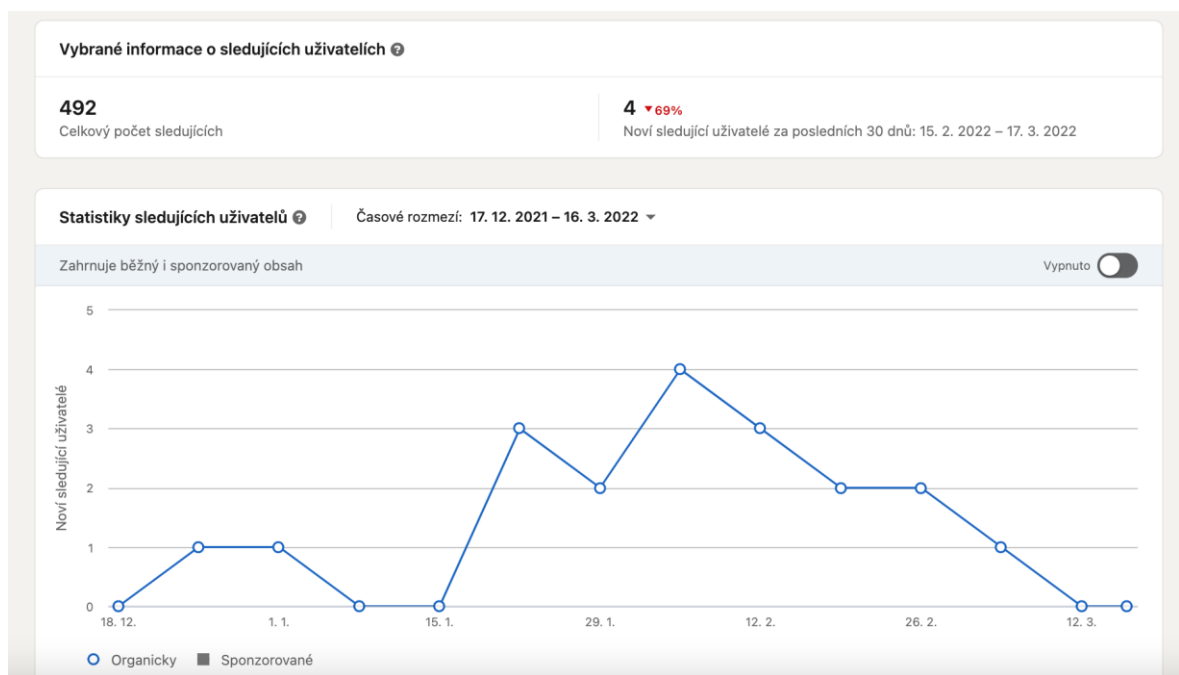 Vybrané informace o sledujících uživatelích ?
492
Celkový počet sledujících
4 ▼69%
Noví sledující uživatelé za posledních 30 dnů: 15. 2. 2022 – 17. 3. 2022
Statistiky sledujících uživatelů ? Časové rozmezí: 17. 12. 2021 – 16. 3. 2022
Zahrnuje běžný i sponzorovaný obsah Vypnuto
Noví sledující uživatelé
5
4
3
2
1
0
18. 12. 1. 1. 15. 1. 29. 1. 12. 2. 26. 2. 12. 3.
Organicky Sponzorované